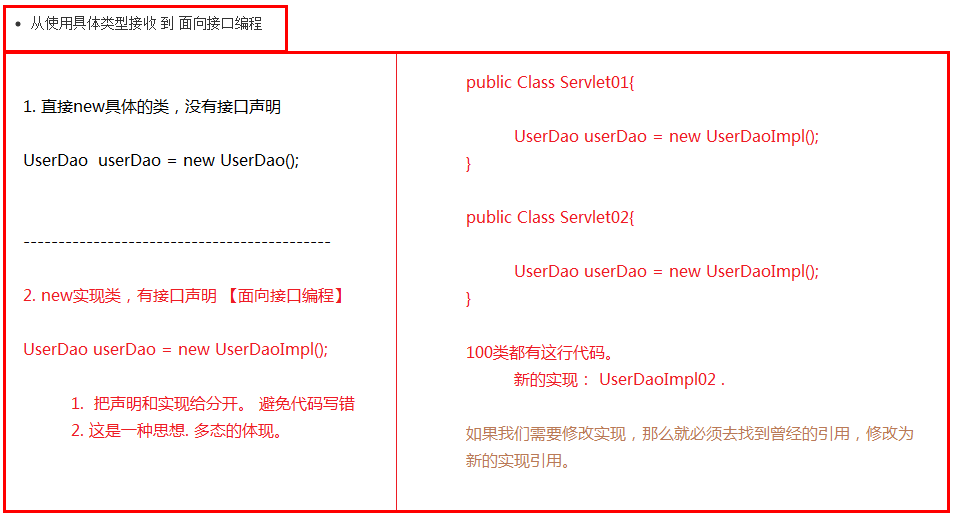 • 从使用具体类型接收 到 面向接口编程
1. 直接new具体的类，没有接口声明
UserDao  userDao = new UserDao();
--------------------------------------------
2. new实现类，有接口声明 【面向接口编程】
UserDao userDao = new UserDaoImpl();
1.  把声明和实现给分开。 避免代码写错
2. 这是一种思想. 多态的体现。
public Class Servlet01{
UserDao userDao = new UserDaoImpl();
}
public Class Servlet02{
UserDao userDao = new UserDaoImpl();
}
100类都有这行代码。
新的实现： UserDaoImpl02 .
如果我们需要修改实现，那么就必须去找到曾经的引用，修改为
新的实现引用。